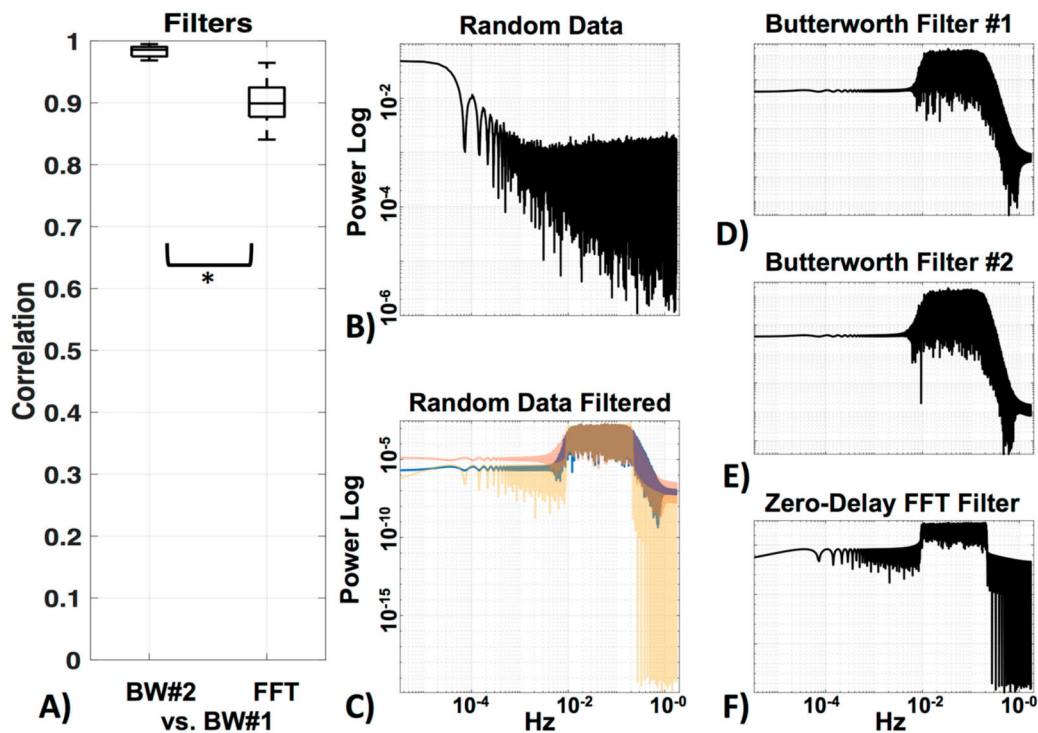 Filters
1
0.9
0.8
0.7
0.6
0.5
0.4
0.3
0.2
0.1
0
Correlation
*
BW#2 FFT
vs. BW#1
A)
Random Data
Power Log
10^-2
10^-4
10^-6
B)
Random Data Filtered
Power Log
10^-5
10^-10
10^-15
10^-4 10^-2 10^-0
Hz
C)
Butterworth Filter #1
D)
Butterworth Filter #2
E)
Zero-Delay FFT Filter
10^-4 10^-2 10^-0
Hz
F)